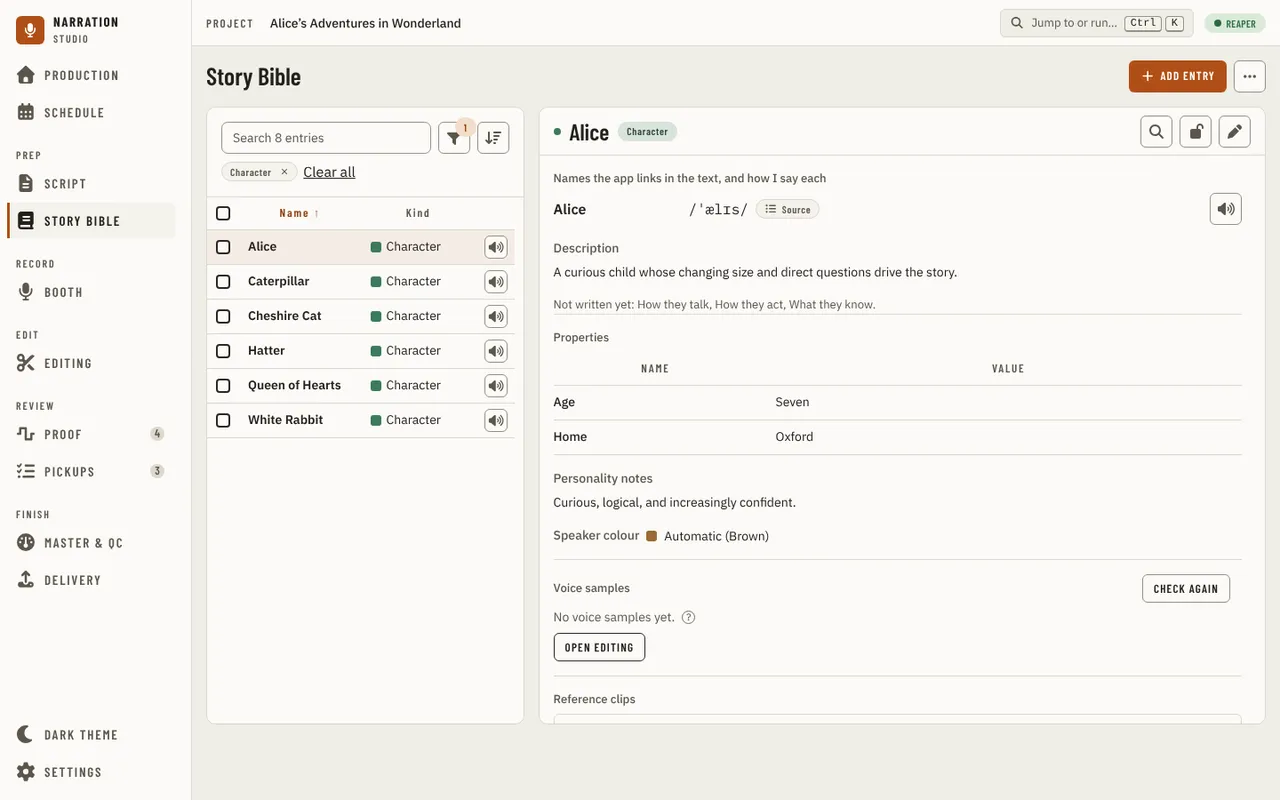 NARRATION
STUDIO
PRODUCTION
SCHEDULE
PREP
SCRIPT
STORY BIBLE
RECORD
BOOTH
EDIT
EDITING
REVIEW
PROOF 4
PICKUPS 3
FINISH
MASTER & QC
DELIVERY
DARK THEME
SETTINGS
PROJECT Alice's Adventures in Wonderland
Jump to or run... Ctrl K
REAPER
Story Bible
ADD ENTRY
Search 8 entries
1
Character × Clear all
Name ↑ Kind
Alice Character
Caterpillar Character
Cheshire Cat Character
Hatter Character
Queen of Hearts Character
White Rabbit Character
Alice Character
Names the app links in the text, and how I say each
Alice /ˈælɪs/ Source
Description
A curious child whose changing size and direct questions drive the story.
Not written yet: How they talk, How they act, What they know.
Properties
NAME VALUE
Age Seven
Home Oxford
Personality notes
Curious, logical, and increasingly confident.
Speaker colour Automatic (Brown)
Voice samples CHECK AGAIN
No voice samples yet. ?
OPEN EDITING
Reference clips